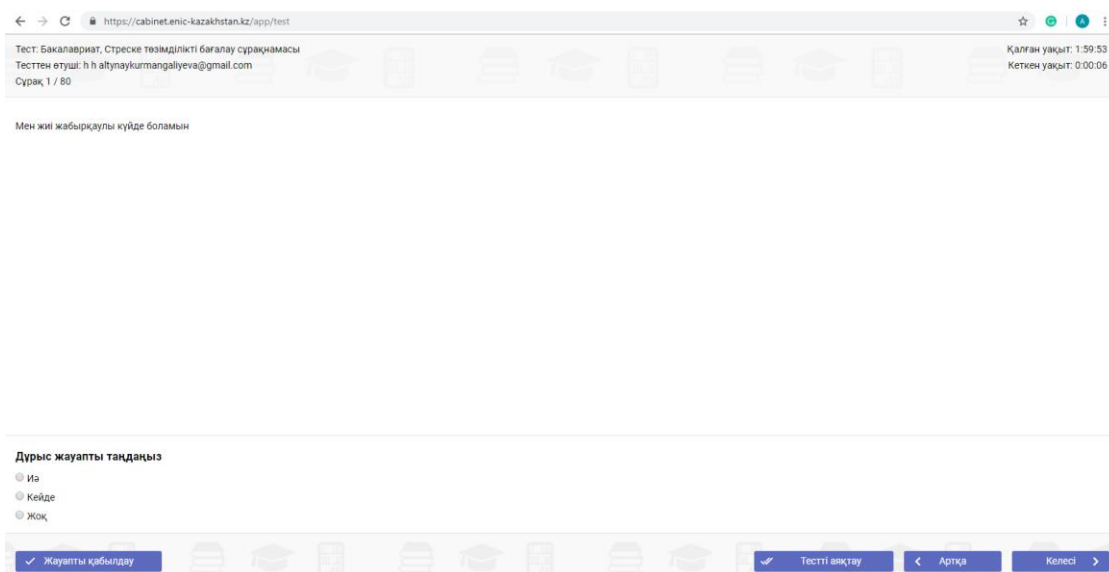 https://cabinet.enic-kazakhstan.kz/app/test
Тест: Бакалавриат, Стреске төзімділікті бағалау сұрақнамасы
Қалған уақыт: 1:59:53
Тесттен өтуші: h h altynaykurmangaliyeva@gmail.com
Кеткен уақыт: 0:00:06
Сұрақ 1 / 80
Мен жиі жабырқаулы күйде боламын
Дұрыс жауапты таңдаңыз
Иә
Кейде
Жоқ
Жауапты қабылдау
Тестті аяқтау
Артқа
Келесі